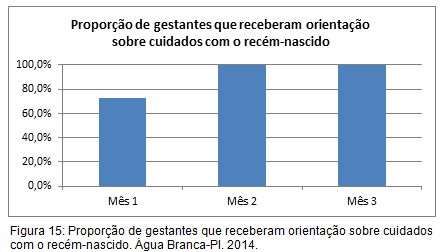 Proporção de gestantes que receberam orientação
sobre cuidados com o recém-nascido
100,0%
80,0%
60,0%
40,0%
20,0%
0,0%
Mês 1 Mês 2 Mês 3
Figura 15: Proporção de gestantes que receberam orientação sobre cuidados
com o recém-nascido. Água Branca-PI. 2014.